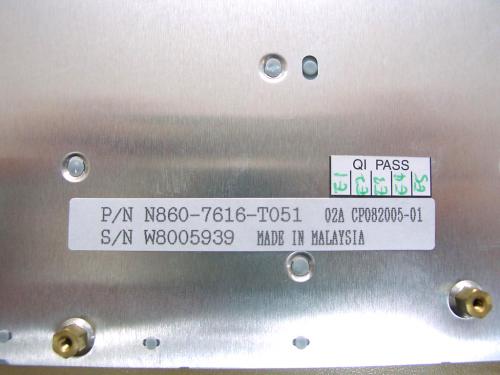 QI PASS
P/N N860-7616-T051 02A CP082005-01
S/N W8005939 MADE IN MALAYSIA